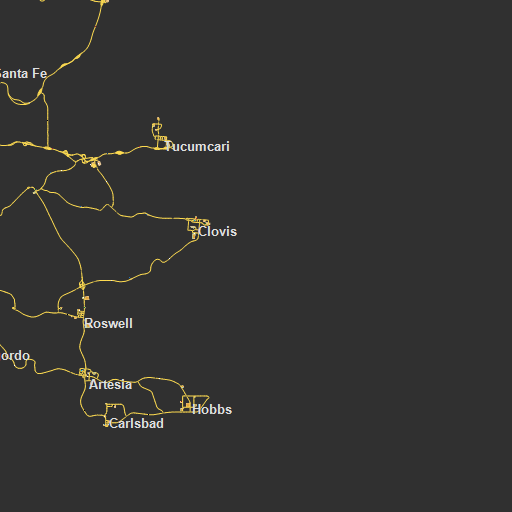 Santa Fe
Tucumcari
Clovis
Roswell
ordo
Artesia
Hobbs
Carlsbad